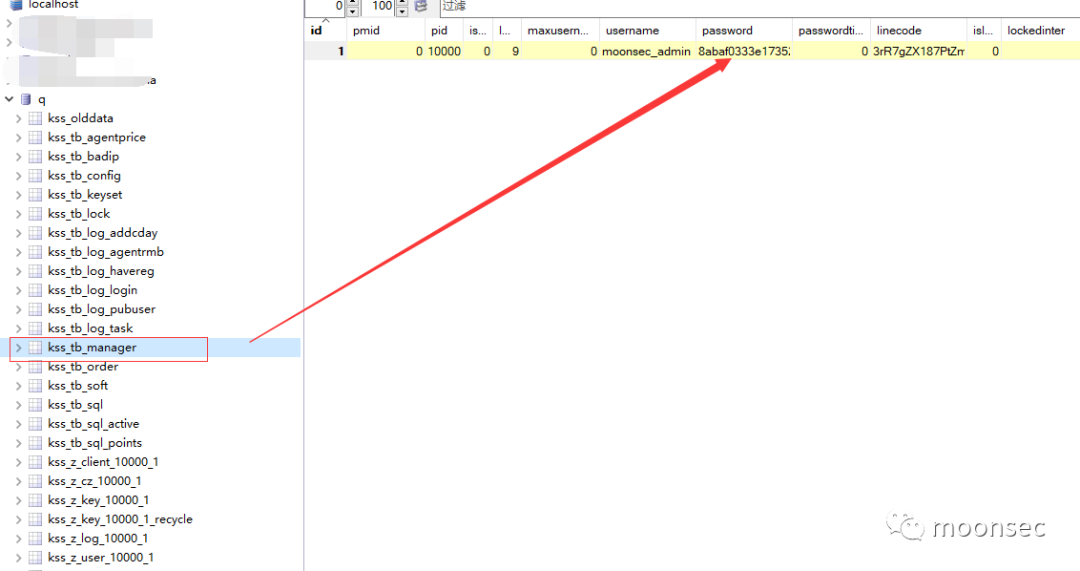 localhost
a
q
kss_olddata
kss_tb_agentprice
kss_tb_badip
kss_tb_config
kss_tb_keyset
kss_tb_lock
kss_tb_log_addcday
kss_tb_log_agentrmb
kss_tb_log_havereg
kss_tb_log_login
kss_tb_log_pubuser
kss_tb_log_task
kss_tb_manager
kss_tb_order
kss_tb_soft
kss_tb_sql
kss_tb_sql_active
kss_tb_sql_points
kss_z_client_10000_1
kss_z_cz_10000_1
kss_z_key_10000_1
kss_z_key_10000_1_recycle
kss_z_log_10000_1
kss_z_user_10000_1
0 100 过滤
id pmid pid is... l... maxusern... username password passwordti... linecode isl... lockedinter
1 0 10000 0 9 0 moonsec_admin 8abaf0333e1735 0 3rR7gZX187PtZm 0
moonsec